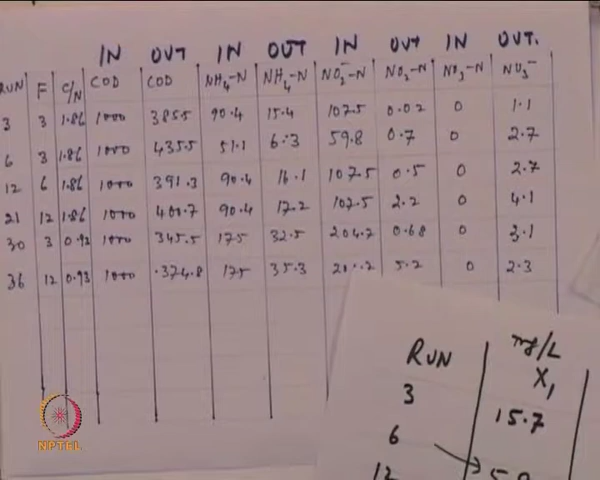 IN OUT IN OUT IN OUT IN OUT.
RUN F C/N COD COD NH4-N NH4-N NO2-N NO2-N NO3-N NO3-
3 3 1.86 1000 385.5 90.4 15.4 107.5 0.02 0 1.1
6 3 1.86 1000 435.5 51.1 6.3 59.8 0.7 0 2.7
12 6 1.86 1000 391.3 90.4 16.1 107.5 0.5 0 2.7
21 12 1.86 1000 400.7 90.4 17.2 107.5 2.2 0 4.1
30 3 0.92 1000 345.5 175 32.5 204.2 0.68 0 3.1
36 12 0.93 1000 374.8 175 35.3 5.2 0 2.3
RUN mg/L X1
3 15.7
6
12
NPTEL